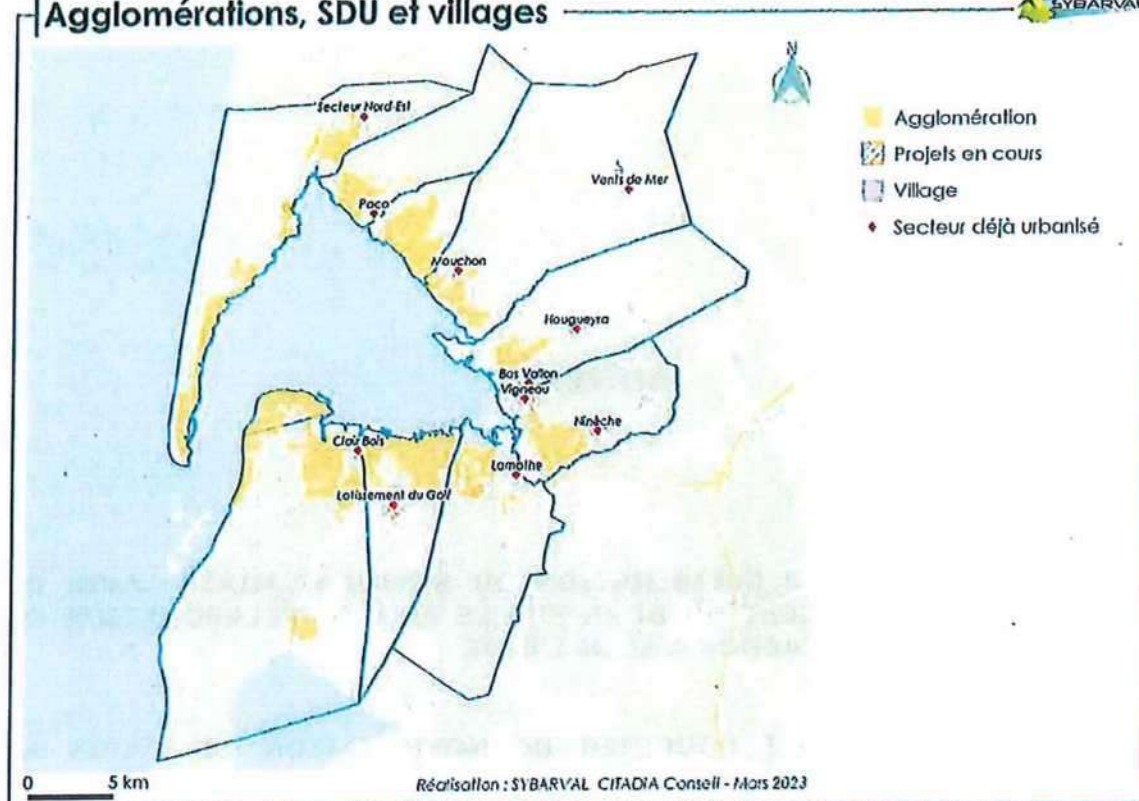 Agglomérations, SDU et villages
SYBARVAL
N
Secteur Nord-Est
Vents de Mer
Paco
Mouchon
Hougueyra
Bas Vallon
Vigneau
Ninèche
Clair Bois
Lamothe
Lotissement du Golf
Agglomération
Projets en cours
Village
Secteur déjà urbanisé
0 5 km
Réalisation : SYBARVAL CITADIA Conseil - Mars 2023